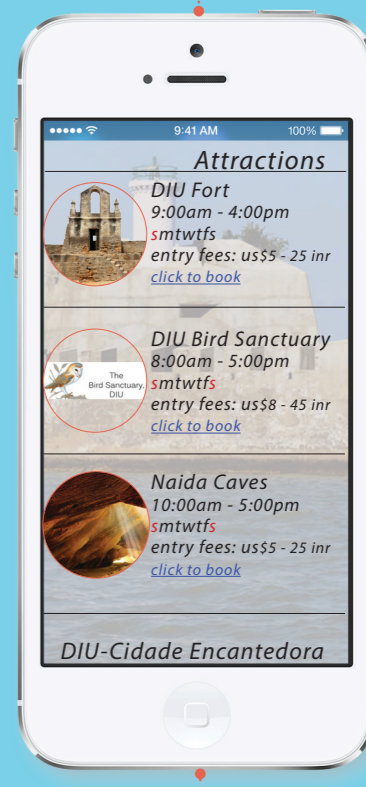 9:41 AM
100%
Attractions
DIU Fort
9:00am - 4:00pm
smtwtfs
entry fees: us$5 - 25 inr
click to book
DIU Bird Sanctuary
8:00am - 5:00pm
The
Bird Sanctuary,
DIU
smtwtfs
entry fees: us$8 - 45 inr
click to book
Naida Caves
10:00am - 5:00pm
smtwtfs
entry fees: us$5 - 25 inr
click to book
DIU-Cidade Encantedora